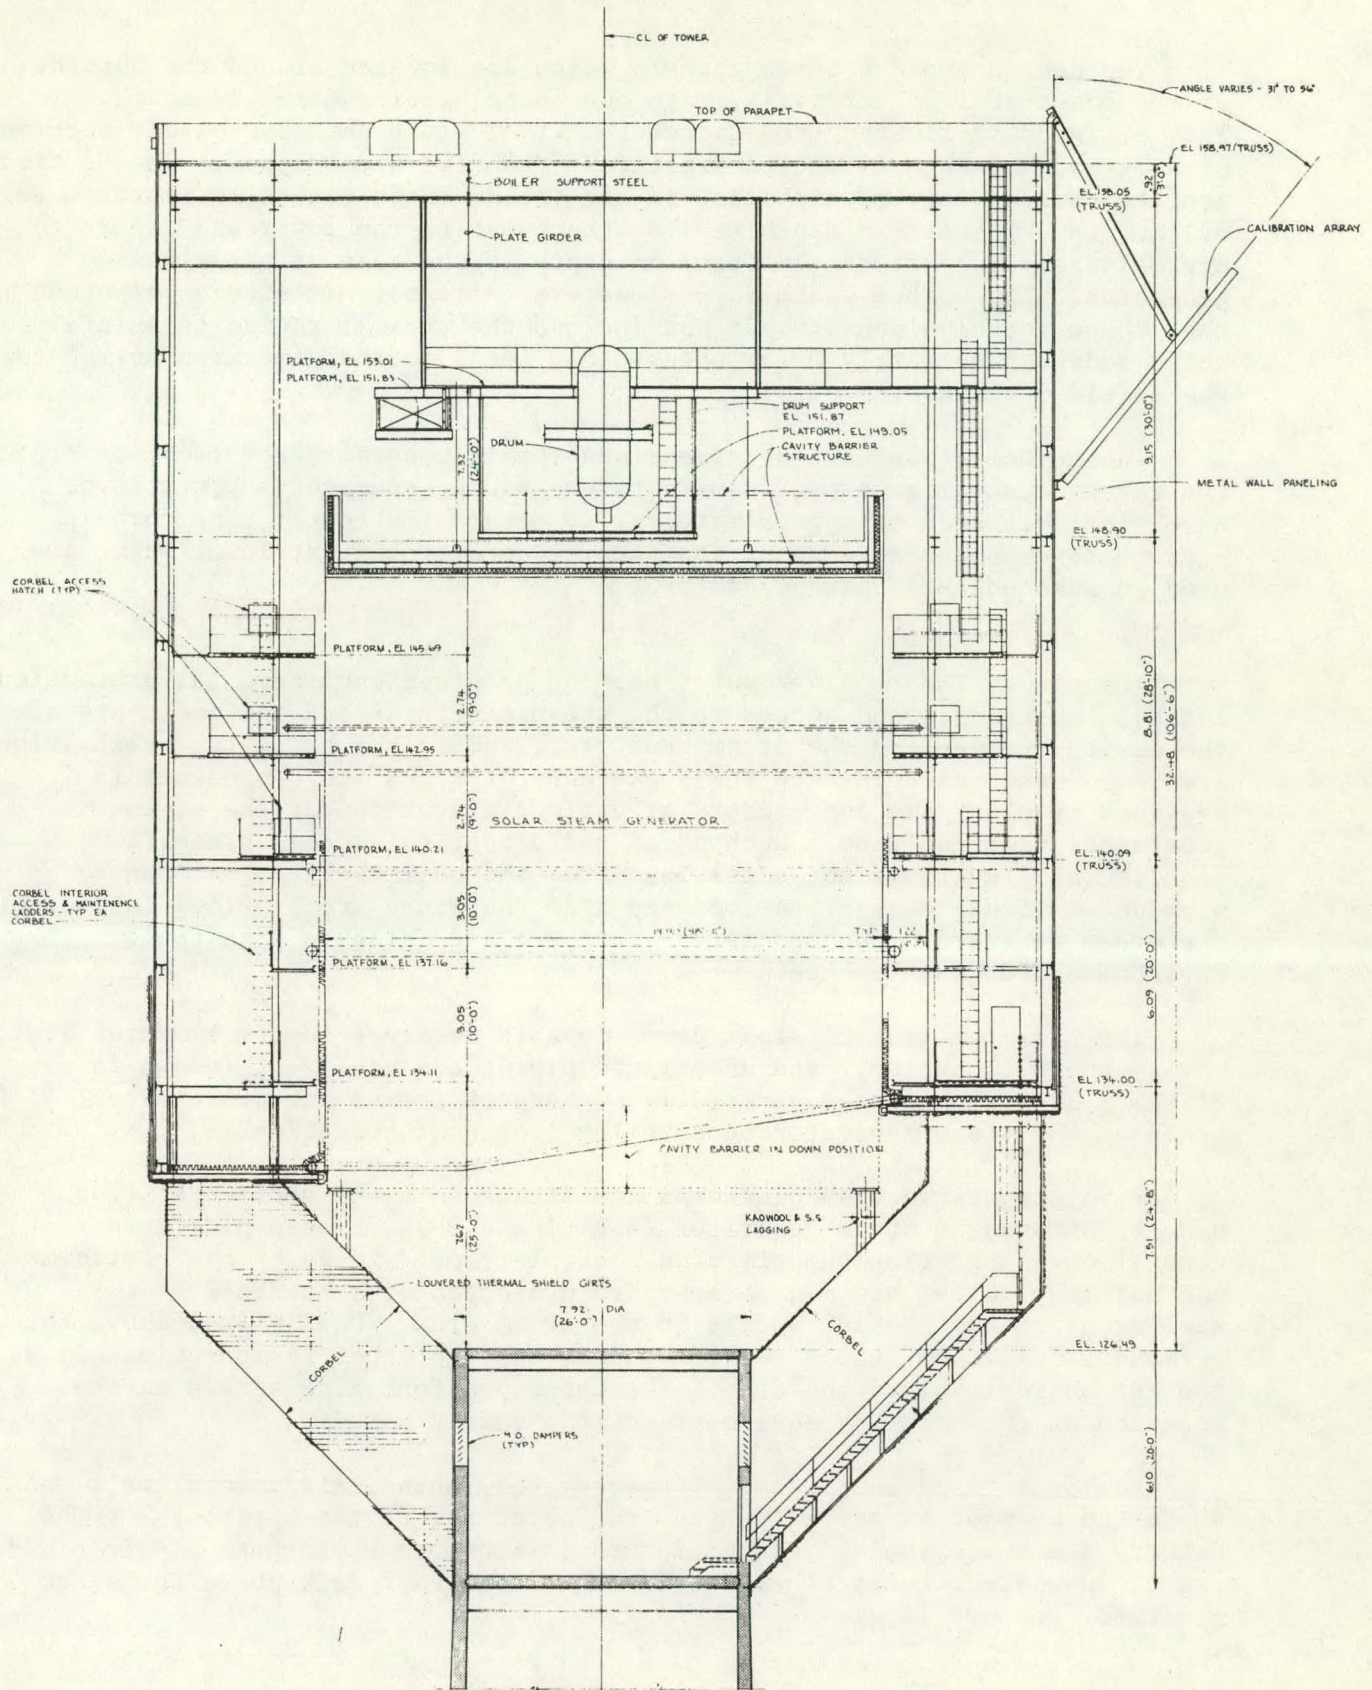 CL OF TOWER
ANGLE VARIES - 31° TO 56°
TOP OF PARAPET
EL 158.97 (TRUSS)
.92
(3'-0")
BOILER SUPPORT STEEL
EL 158.05
(TRUSS)
PLATE GIRDER
CALIBRATION ARRAY
PLATFORM, EL 153.01
PLATFORM, EL 151.83
DRUM SUPPORT
EL 151.87
PLATFORM, EL 149.05
CAVITY BARRIER
STRUCTURE
DRUM
7.32
(24'-0")
9.15 (30'-0")
METAL WALL PANELING
EL 148.90
(TRUSS)
CORBEL ACCESS
HATCH (TYP)
PLATFORM, EL 145.69
2.74
(9'-0")
8.81 (28'-10")
32.48 (106'-6")
PLATFORM, EL 142.95
2.74
(9'-0")
SOLAR STEAM GENERATOR
PLATFORM, EL 140.21
EL. 140.09
(TRUSS)
CORBEL INTERIOR
ACCESS & MAINTENENCE
LADDERS - TYP EA
CORBEL
3.05
(10'-0")
TYP
1.22
PLATFORM, EL 137.16
6.09 (20'-0")
3.05
(10'-0")
PLATFORM, EL 134.11
EL 134.00
(TRUSS)
CAVITY BARRIER IN DOWN POSITION
KAOWOOL & S.S
LAGGING
7.62
(25'-0")
7.51 (24'-8")
LOUVERED THERMAL SHIELD GIRTS
7.92 DIA
(26'-0")
CORBEL
CORBEL
EL. 126.49
M.O. DAMPERS
(TYP)
6.10 (20'-0")